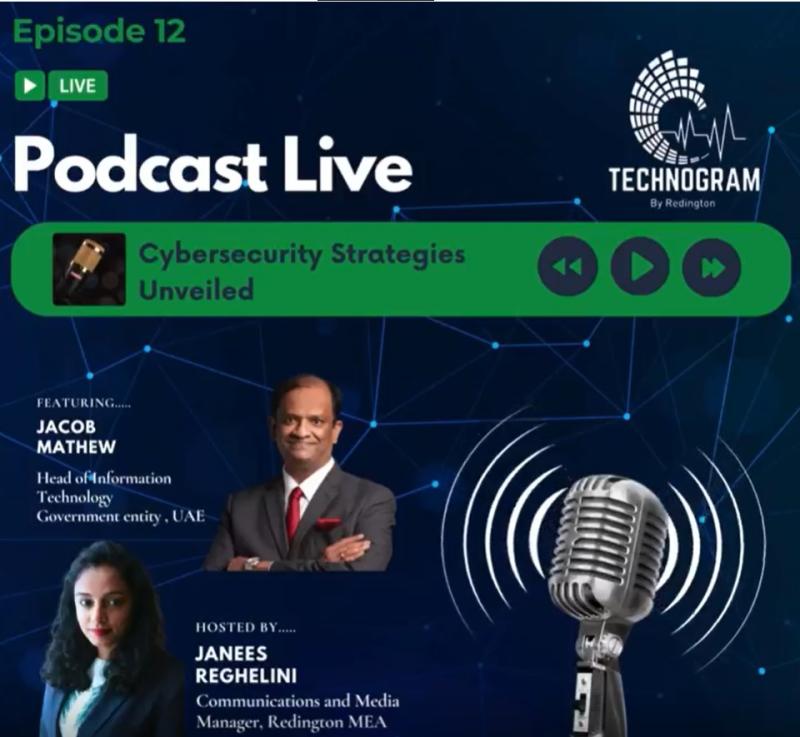 Episode 12
LIVE
Podcast Live
TECHNOGRAM
By Redington
Cybersecurity Strategies
Unveiled
FEATURING.....
JACOB
MATHEW
Head of Information
Technology
Government entity , UAE
HOSTED BY.....
JANEES
REGHELINI
Communications and Media
Manager, Redington MEA